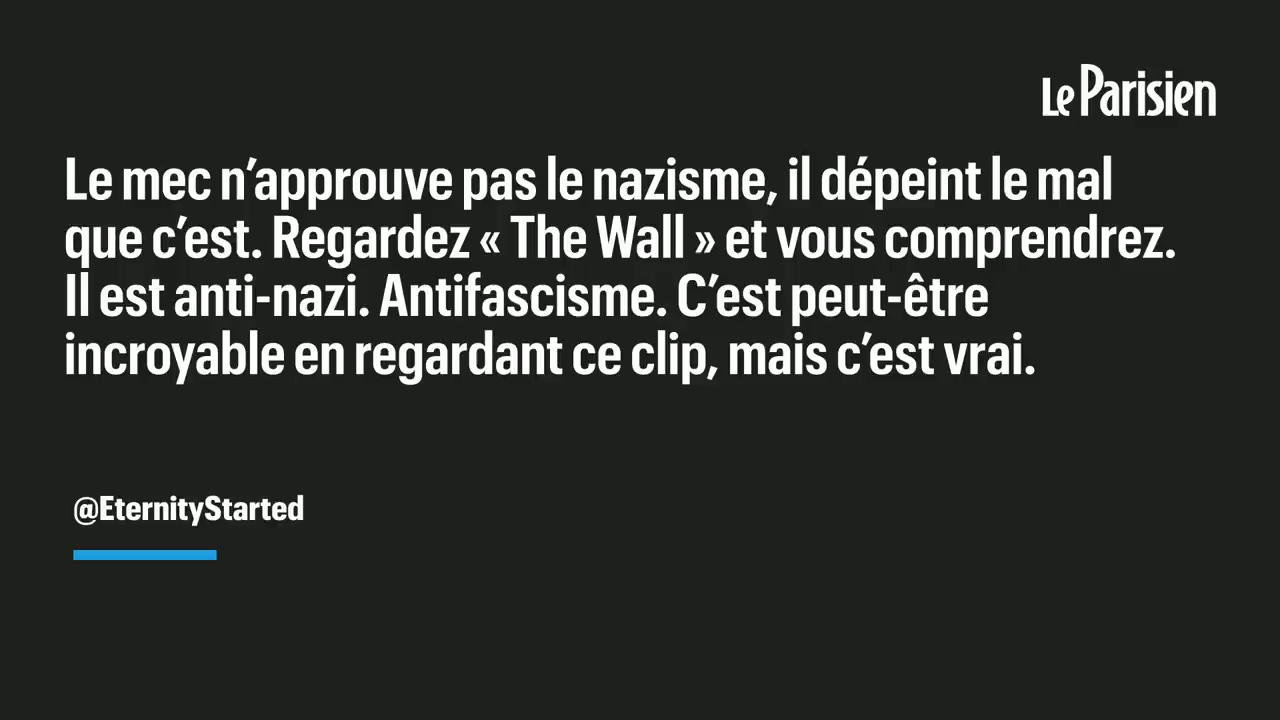 Le Parisien
Le mec n’approuve pas le nazisme, il dépeint le mal
que c’est. Regardez « The Wall » et vous comprendrez.
Il est anti-nazi. Antifascisme. C’est peut-être
incroyable en regardant ce clip, mais c’est vrai.
@EternityStarted